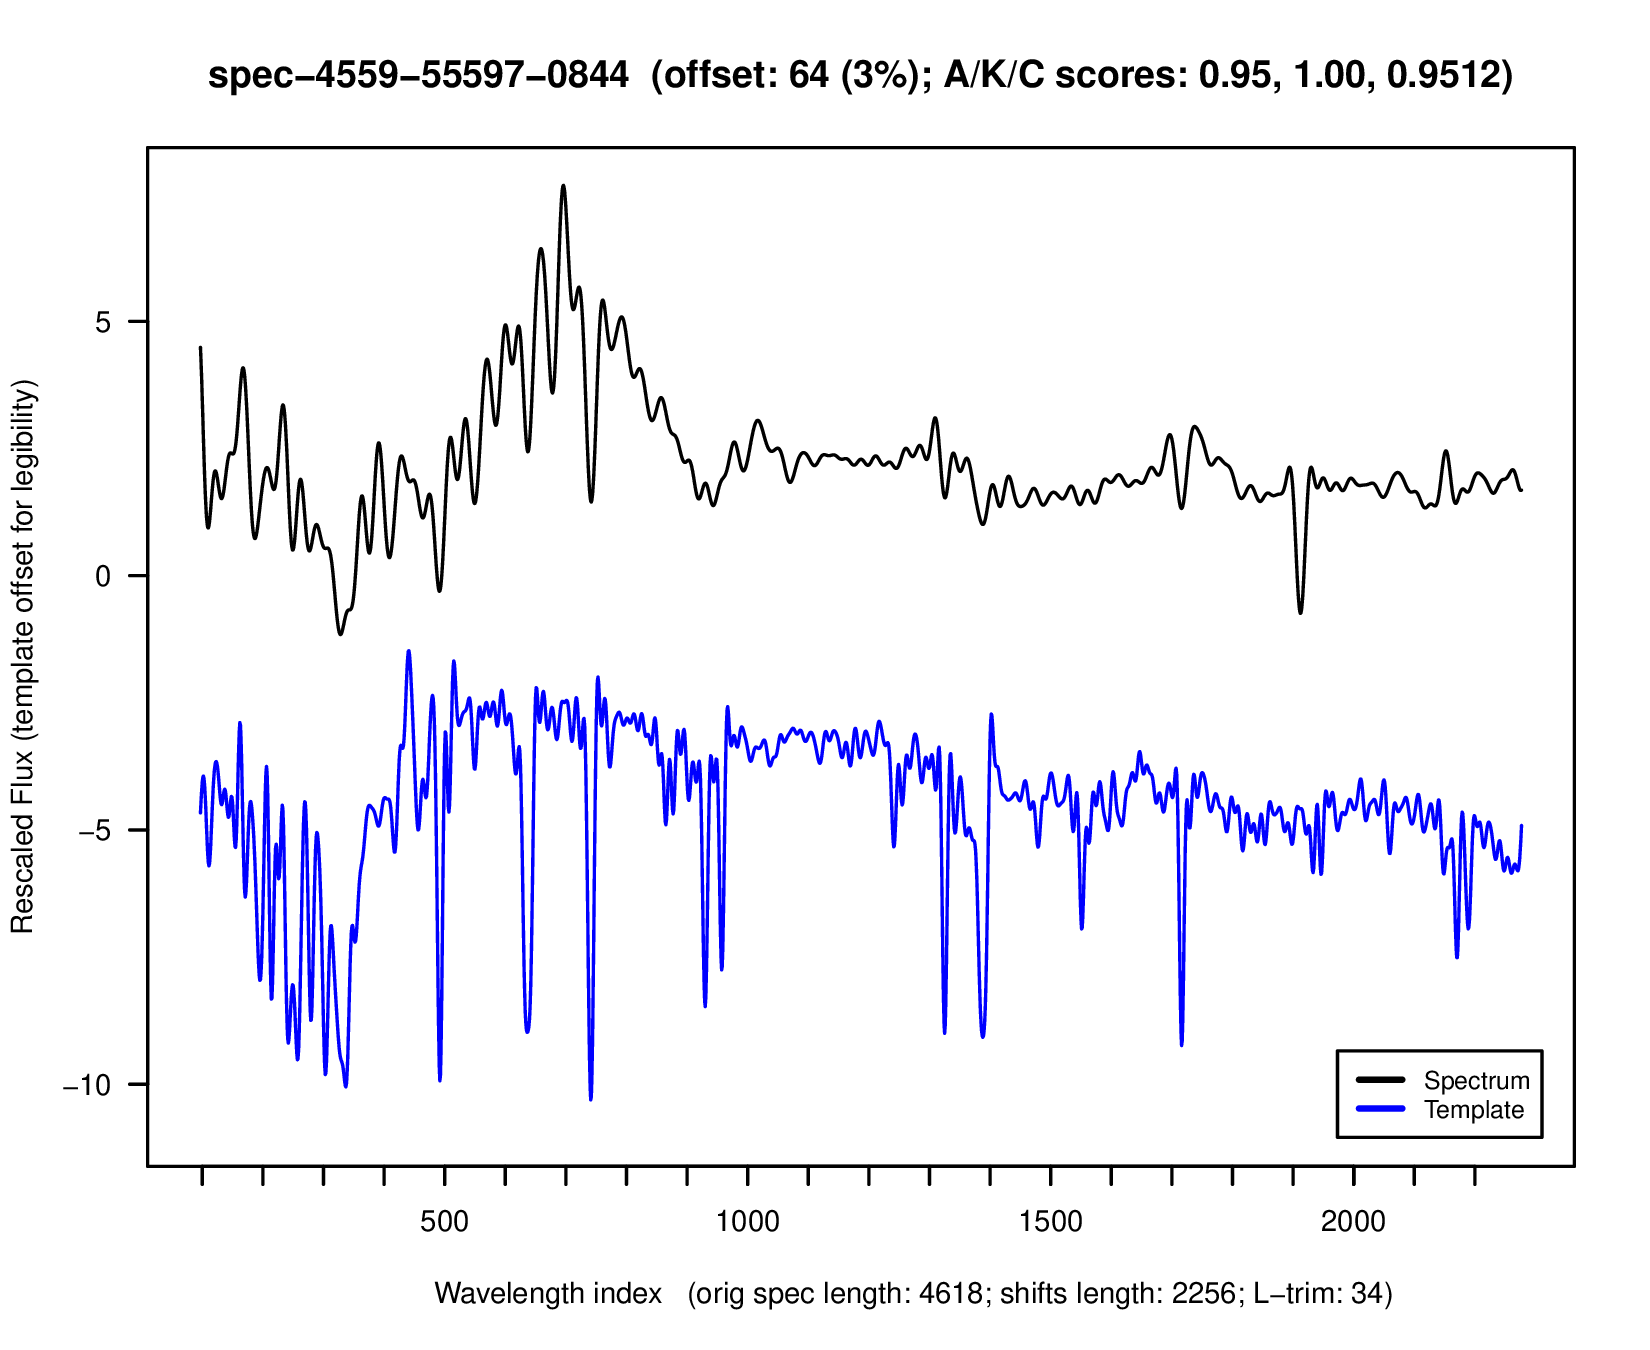 spec−4559−55597−0844  (offset: 64 (3%); A/K/C scores: 0.95, 1.00, 0.9512)
Rescaled Flux (template offset for legibility)
5
0
−5
−10
Spectrum
Template
500 1000 1500 2000
Wavelength index   (orig spec length: 4618; shifts length: 2256; L−trim: 34)